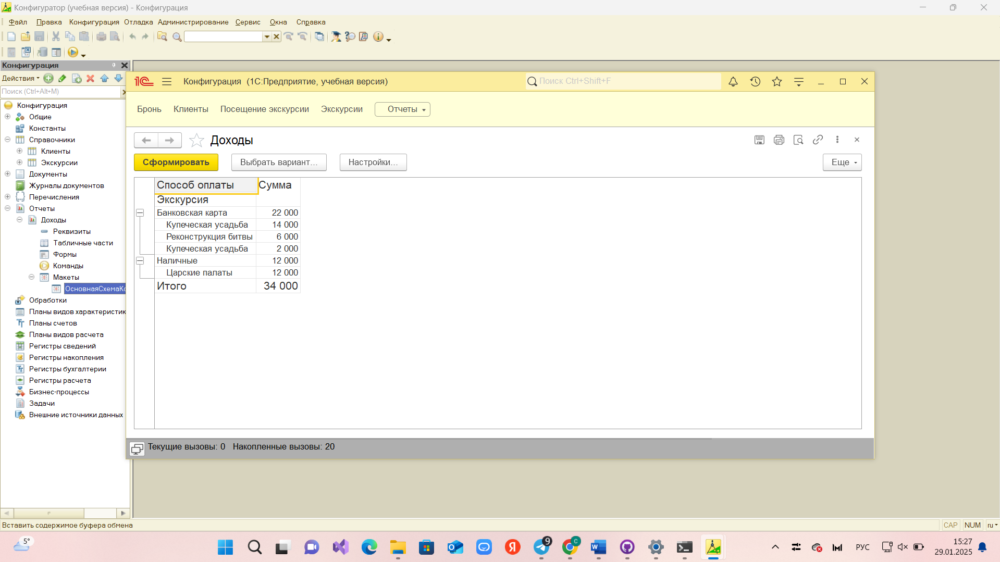 Конфигуратор (учебная версия) - Конфигурация
Файл Правка Конфигурация Отладка Администрирование Сервис Окна Справка
Конфигурация
Действия
Поиск (Ctrl+Alt+M)
Конфигурация
Общие
Константы
Справочники
Клиенты
Экскурсии
Документы
Журналы документов
Перечисления
Отчеты
Доходы
Реквизиты
Табличные части
Формы
Команды
Макеты
ОсновнаяСхемаКо
Обработки
Планы видов характеристик
Планы счетов
Планы видов расчета
Регистры сведений
Регистры накопления
Регистры бухгалтерии
Регистры расчета
Бизнес-процессы
Задачи
Внешние источники данных
1С Конфигурация (1С:Предприятие, учебная версия)
Поиск Ctrl+Shift+F
Бронь Клиенты Посещение экскурсии Экскурсии Отчеты
Доходы
Сформировать Выбрать вариант... Настройки... Еще
Способ оплаты Сумма
Экскурсия
Банковская карта 22 000
Купеческая усадьба 14 000
Реконструкция битвы 6 000
Купеческая усадьба 2 000
Наличные 12 000
Царские палаты 12 000
Итого 34 000
Текущие вызовы: 0 Накопленные вызовы: 20
Вставить содержимое буфера обмена
CAP NUM ru
5°
9
C
РУС
15:27
29.01.2025